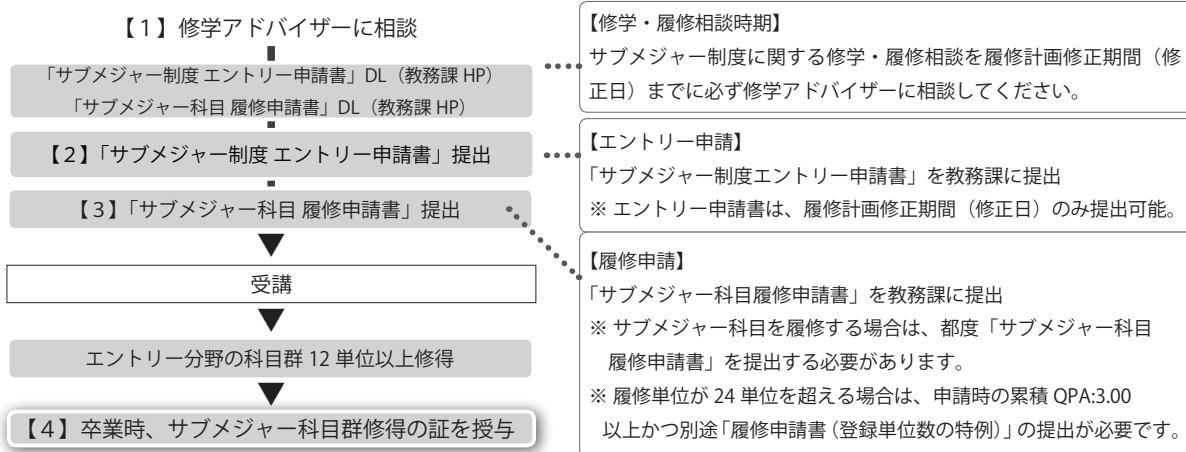 【1】修学アドバイザーに相談
「サブメジャー制度 エントリー申請書」DL(教務課 HP)
「サブメジャー科目 履修申請書」DL(教務課 HP)
【2】「サブメジャー制度 エントリー申請書」提出
【3】「サブメジャー科目 履修申請書」提出
受講
エントリー分野の科目群 12 単位以上修得
【4】卒業時、サブメジャー科目群修得の証を授与
【修学・履修相談時期】
サブメジャー制度に関する修学・履修相談を履修計画修正期間(修
正日)までに必ず修学アドバイザーに相談してください。
【エントリー申請】
「サブメジャー制度エントリー申請書」を教務課に提出
※ エントリー申請書は、履修計画修正期間(修正日)のみ提出可能。
【履修申請】
「サブメジャー科目履修申請書」を教務課に提出
※ サブメジャー科目を履修する場合は、都度「サブメジャー科目
履修申請書」を提出する必要があります。
※ 履修単位が 24 単位を超える場合は、申請時の累積 QPA:3.00
以上かつ別途「履修申請書(登録単位数の特例)」の提出が必要です。